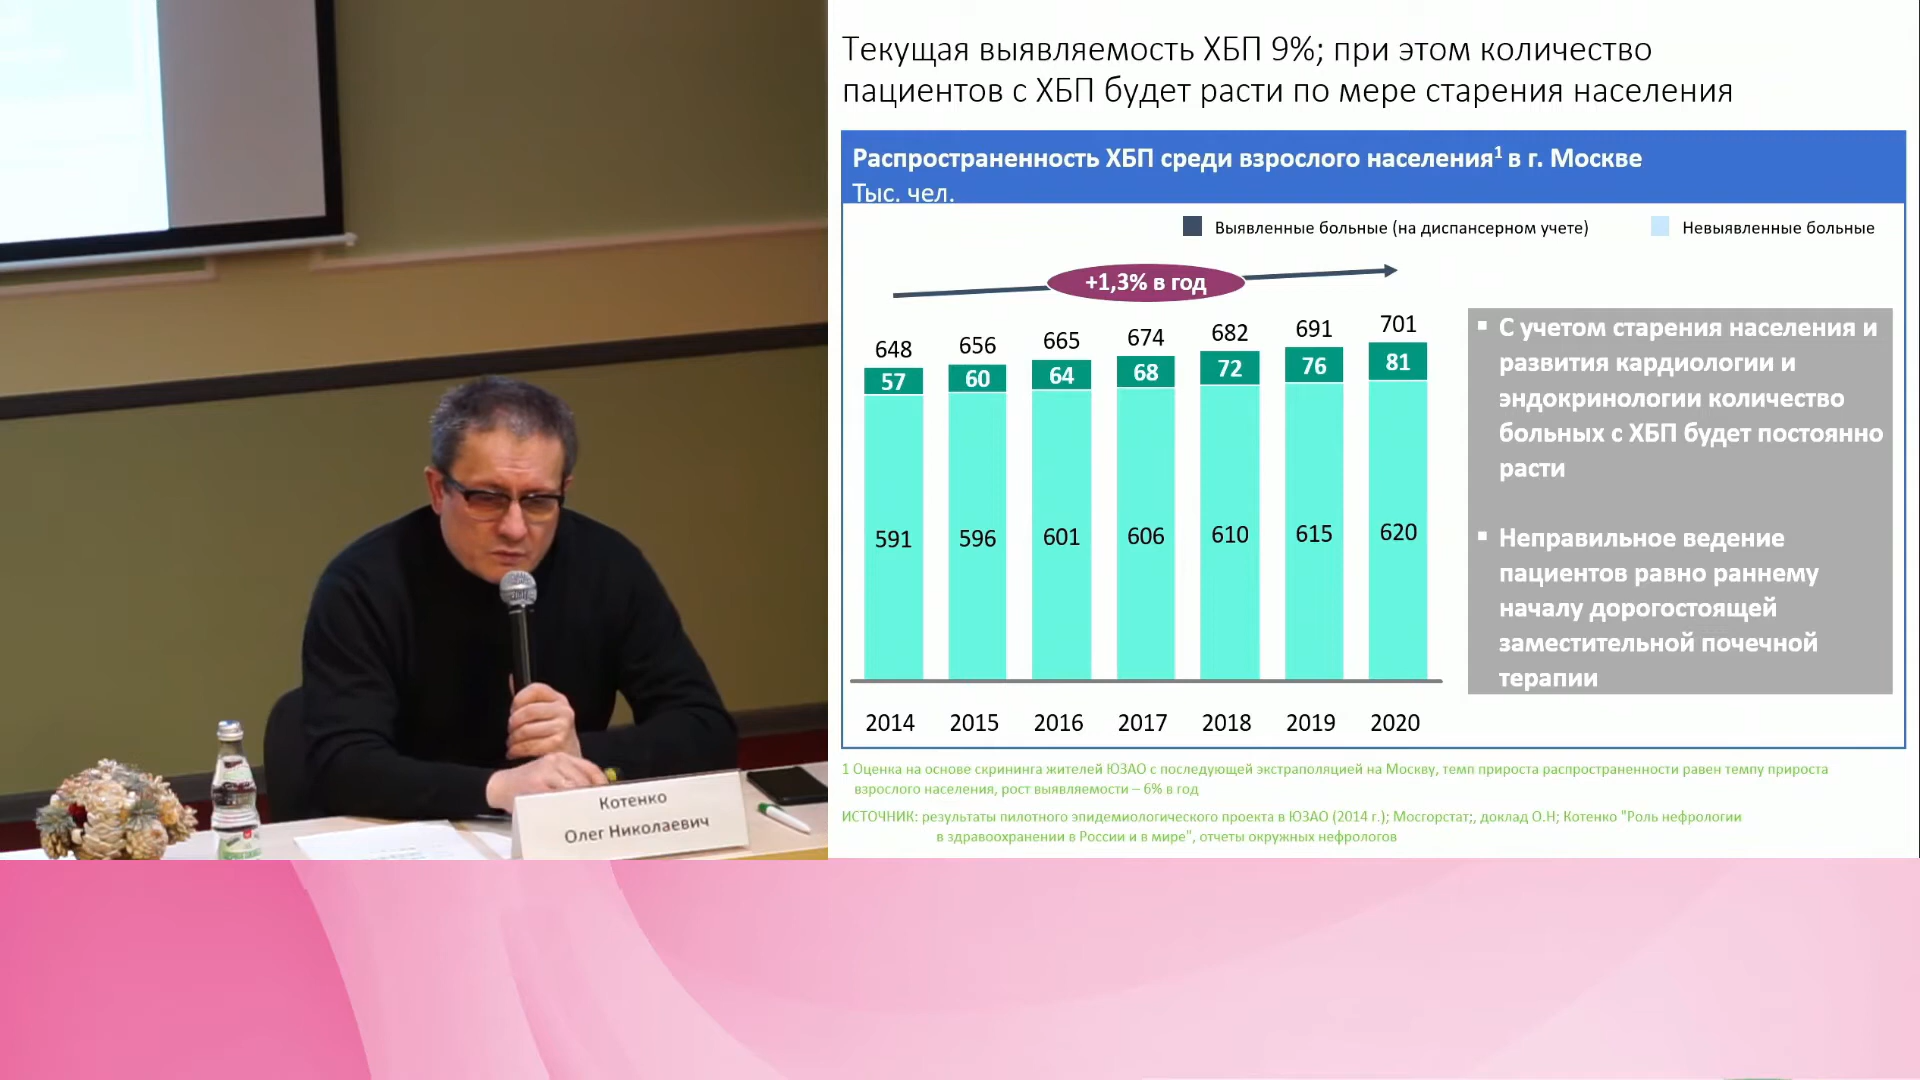 Текущая выявляемость ХБП 9%; при этом количество
пациентов с ХБП будет расти по мере старения населения
Распространенность ХБП среди взрослого населения¹ в г. Москве
Тыс. чел.
Выявленные больные (на диспансерном учете)
Невыявленные больные
+1,3% в год
648 656 665 674 682 691 701
57 60 64 68 72 76 81
591 596 601 606 610 615 620
2014 2015 2016 2017 2018 2019 2020
▪ С учетом старения населения и
развития кардиологии и
эндокринологии количество
больных с ХБП будет постоянно
расти
▪ Неправильное ведение
пациентов равно раннему
началу дорогостоящей
заместительной почечной
терапии
1 Оценка на основе скрининга жителей ЮЗАО с последующей экстраполяцией на Москву, темп прироста распространенности равен темпу прироста
взрослого населения, рост выявляемости – 6% в год
ИСТОЧНИК: результаты пилотного эпидемиологического проекта в ЮЗАО (2014 г.); Мосгорстат;, доклад О.Н; Котенко "Роль нефрологии
в здравоохранении в России и в мире", отчеты окружных нефрологов
Котенко
Олег Николаевич